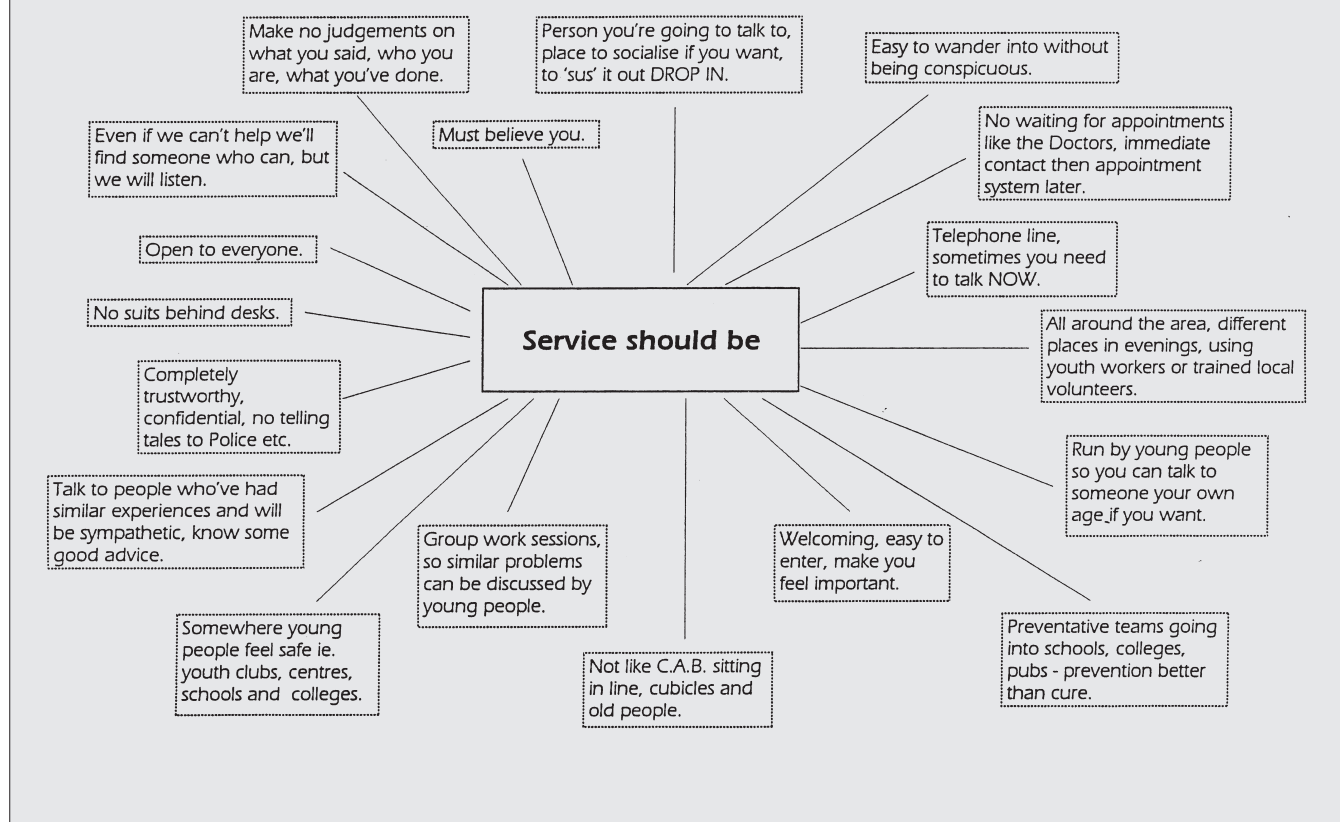 Make no judgements on
what you said, who you
are, what you've done.
Person you're going to talk to,
place to socialise if you want,
to 'sus' it out DROP IN.
Easy to wander into without
being conspicuous.
Even if we can't help we'll
find someone who can, but
we will listen.
Must believe you.
No waiting for appointments
like the Doctors, immediate
contact then appointment
system later.
Open to everyone.
Telephone line,
sometimes you need
to talk NOW.
No suits behind desks.
Service should be
All around the area, different
places in evenings, using
youth workers or trained local
volunteers.
Completely
trustworthy,
confidential, no telling
tales to Police etc.
Run by young people
so you can talk to
someone your own
age if you want.
Talk to people who've had
similar experiences and will
be sympathetic, know some
good advice.
Group work sessions,
so similar problems
can be discussed by
young people.
Welcoming, easy to
enter, make you
feel important.
Somewhere young
people feel safe ie.
youth clubs, centres,
schools and colleges.
Not like C.A.B. sitting
in line, cubicles and
old people.
Preventative teams going
into schools, colleges,
pubs - prevention better
than cure.